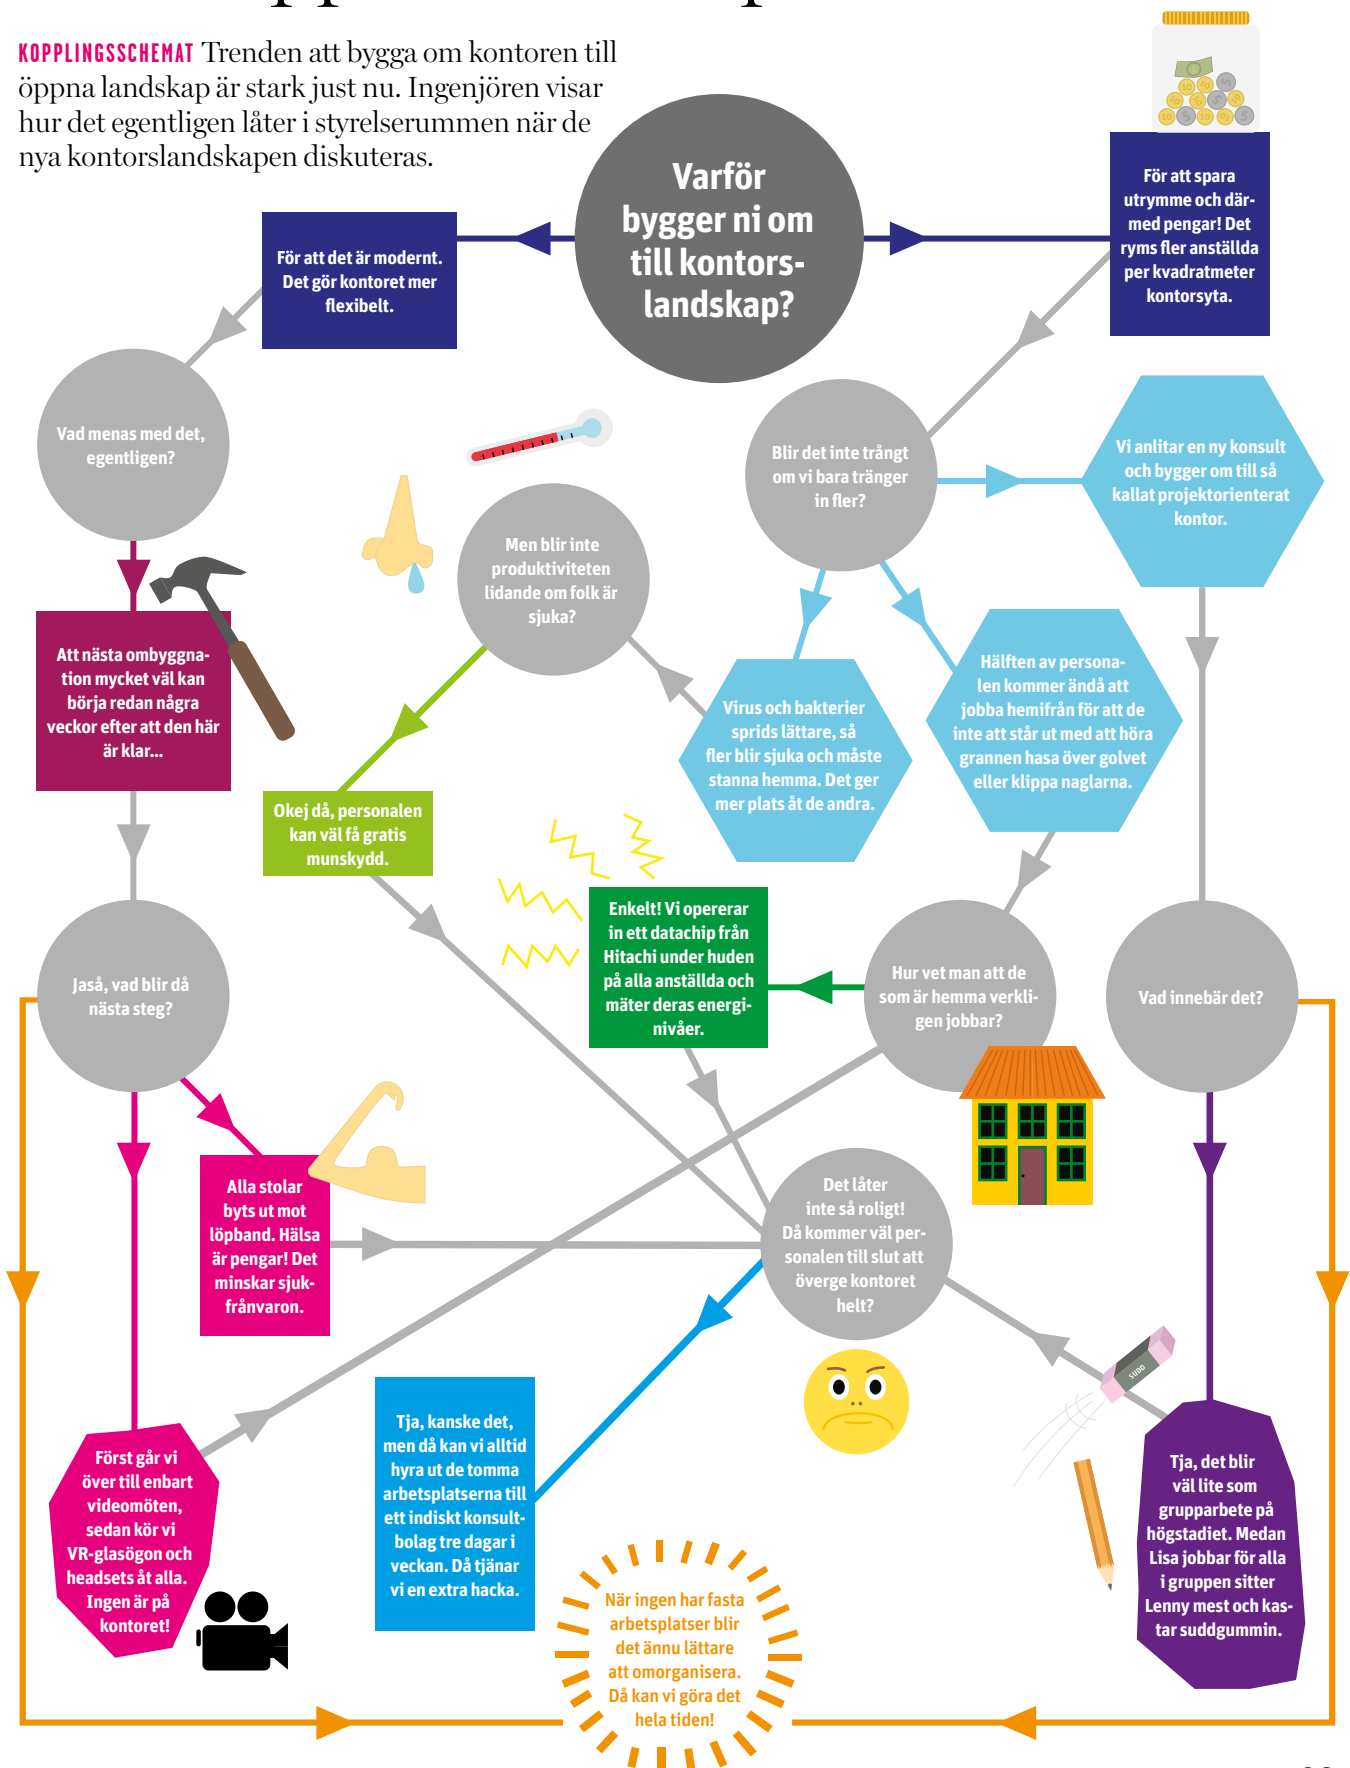 KOPPLINGSSCHEMAT Trenden att bygga om kontoren till
öppna landskap är stark just nu. Ingenjören visar
hur det egentligen låter i styrelserummen när de
nya kontorslandskapen diskuteras.
Varför
bygger ni om
till kontors-
landskap?
För att spara
utrymme och där-
med pengar! Det
ryms fler anställda
per kvadratmeter
kontorsyta.
För att det är modernt.
Det gör kontoret mer
flexibelt.
Vad menas med det,
egentligen?
Blir det inte trångt
om vi bara tränger
in fler?
Vi anlitar en ny konsult
och bygger om till så
kallat projektorienterat
kontor.
Men blir inte
produktiviteten
lidande om folk är
sjuka?
Att nästa ombyggna-
tion mycket väl kan
börja redan några
veckor efter att den här
är klar...
Virus och bakterier
sprids lättare, så
fler blir sjuka och måste
stanna hemma. Det ger
mer plats åt de andra.
Hälften av persona-
len kommer ändå att
jobba hemifrån för att de
inte att står ut med att höra
grannen hasa över golvet
eller klippa naglarna.
Okej då, personalen
kan väl få gratis
munskydd.
Enkelt! Vi opererar
in ett datachip från
Hitachi under huden
på alla anställda och
mäter deras energi-
nivåer.
Jaså, vad blir då
nästa steg?
Hur vet man att de
som är hemma verkli-
gen jobbar?
Vad innebär det?
Alla stolar
byts ut mot
löpband. Hälsa
är pengar! Det
minskar sjuk-
frånvaron.
Det låter
inte så roligt!
Då kommer väl per-
sonalen till slut att
överge kontoret
helt?
SUDD
Tja, kanske det,
men då kan vi alltid
hyra ut de tomma
arbetsplatserna till
ett indiskt konsult-
bolag tre dagar i
veckan. Då tjänar
vi en extra hacka.
Först går vi
över till enbart
videomöten,
sedan kör vi
VR-glasögon och
headsets åt alla.
Ingen är på
kontoret!
Tja, det blir
väl lite som
grupparbete på
högstadiet. Medan
Lisa jobbar för alla
i gruppen sitter
Lenny mest och kas-
tar suddgummin.
När ingen har fasta
arbetsplatser blir
det ännu lättare
att omorganisera.
Då kan vi göra det
hela tiden!